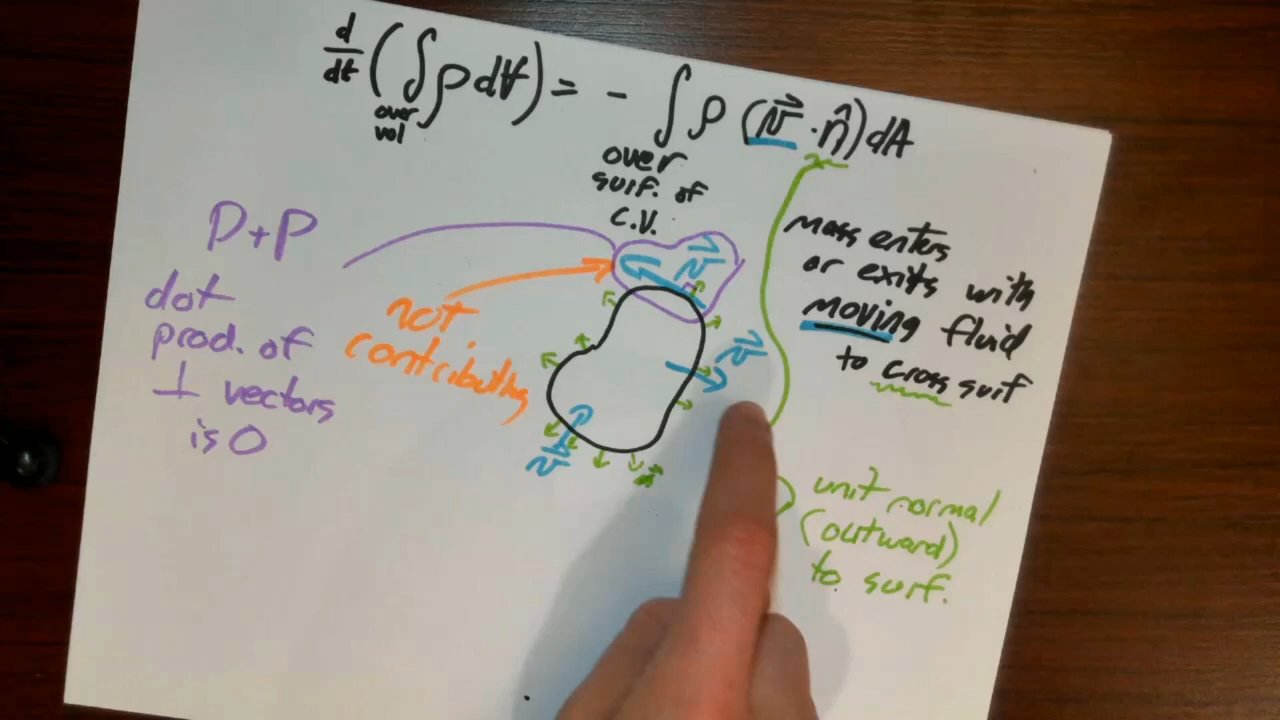 d/dt (∫ρdV) = - ∫ρ (v⃗ · n̂) dA
over
vol
over
surf. of
C.V.
P+P
dot
prod. of
⊥ vectors
is 0
not
contributing
v⃗
v⃗
v⃗
n̂
mass enters
or exits with
moving fluid
to cross surf
unit normal
(outward)
to surf.